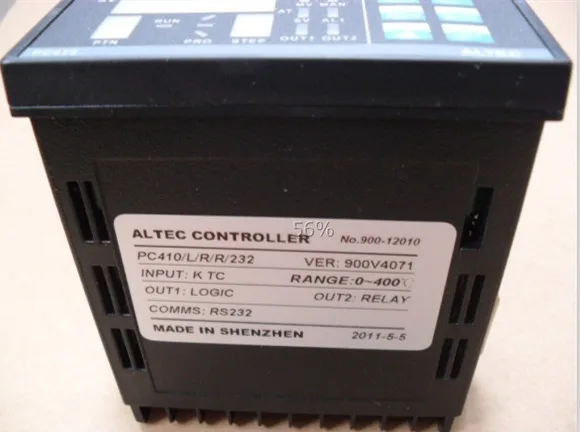 MV MAN
AT
RUN
SV AL1
PTN
PRO
STEP
OUT1 OUT2
ALTEC
56%
ALTEC CONTROLLER No.900-12010
PC410/L/R/R/232 VER: 900V4071
INPUT: K TC RANGE:0~400℃
OUT1: LOGIC OUT2: RELAY
COMMS: RS232
MADE IN SHENZHEN 2011-5-5